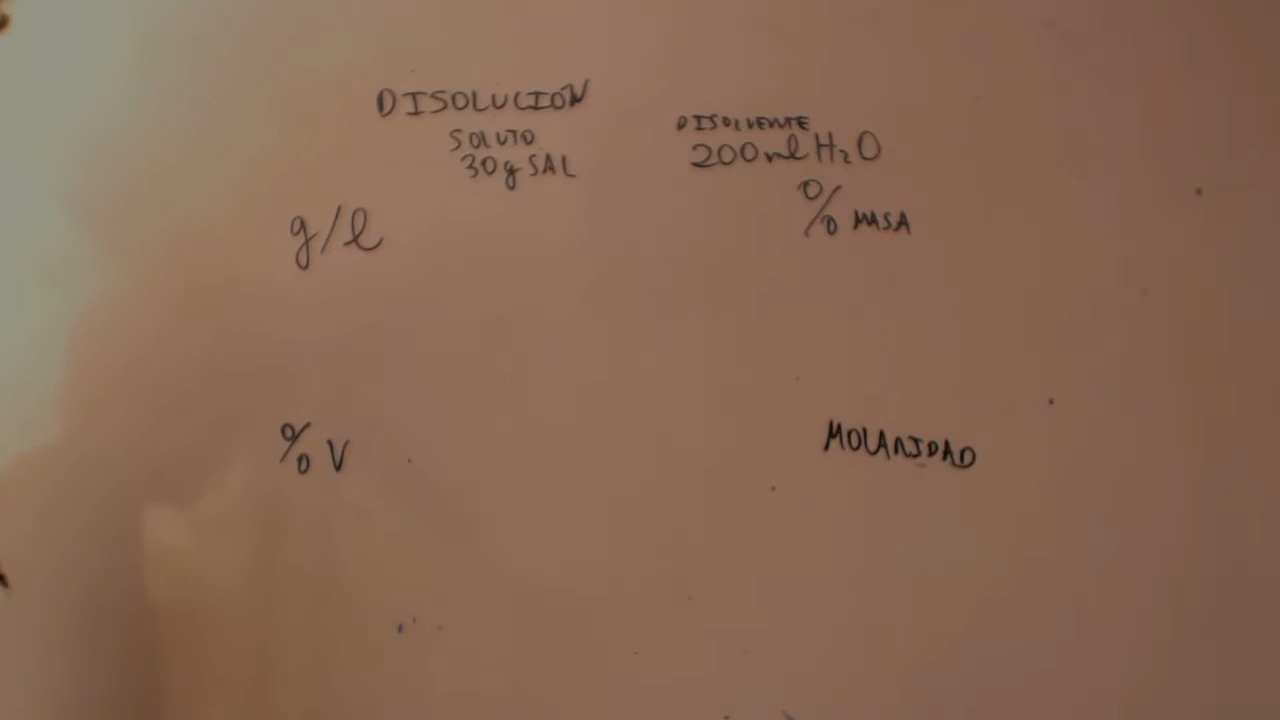 DISOLUCIÓN
SOLUTO
30g SAL
DISOLVENTE
200ml H₂O
g/l
% MASA
% V
MOLARIDAD